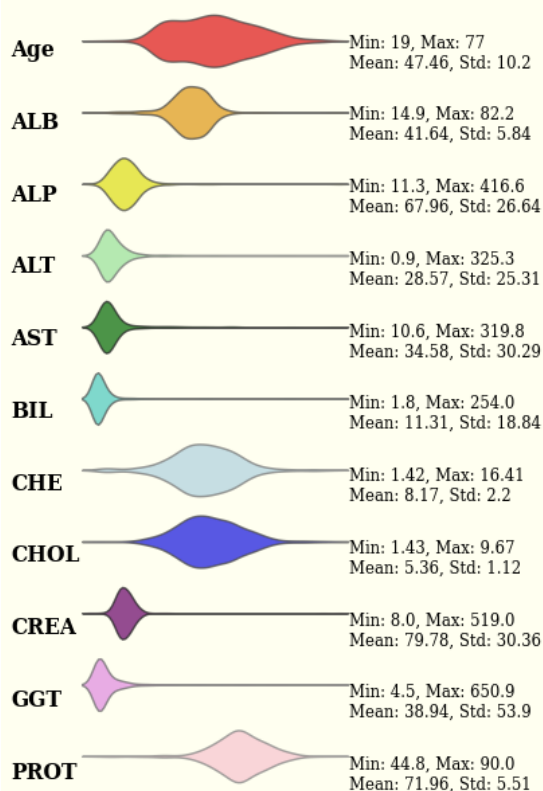 Age
Min: 19, Max: 77
Mean: 47.46, Std: 10.2
ALB
Min: 14.9, Max: 82.2
Mean: 41.64, Std: 5.84
ALP
Min: 11.3, Max: 416.6
Mean: 67.96, Std: 26.64
ALT
Min: 0.9, Max: 325.3
Mean: 28.57, Std: 25.31
AST
Min: 10.6, Max: 319.8
Mean: 34.58, Std: 30.29
BIL
Min: 1.8, Max: 254.0
Mean: 11.31, Std: 18.84
CHE
Min: 1.42, Max: 16.41
Mean: 8.17, Std: 2.2
CHOL
Min: 1.43, Max: 9.67
Mean: 5.36, Std: 1.12
CREA
Min: 8.0, Max: 519.0
Mean: 79.78, Std: 30.36
GGT
Min: 4.5, Max: 650.9
Mean: 38.94, Std: 53.9
PROT
Min: 44.8, Max: 90.0
Mean: 71.96, Std: 5.51